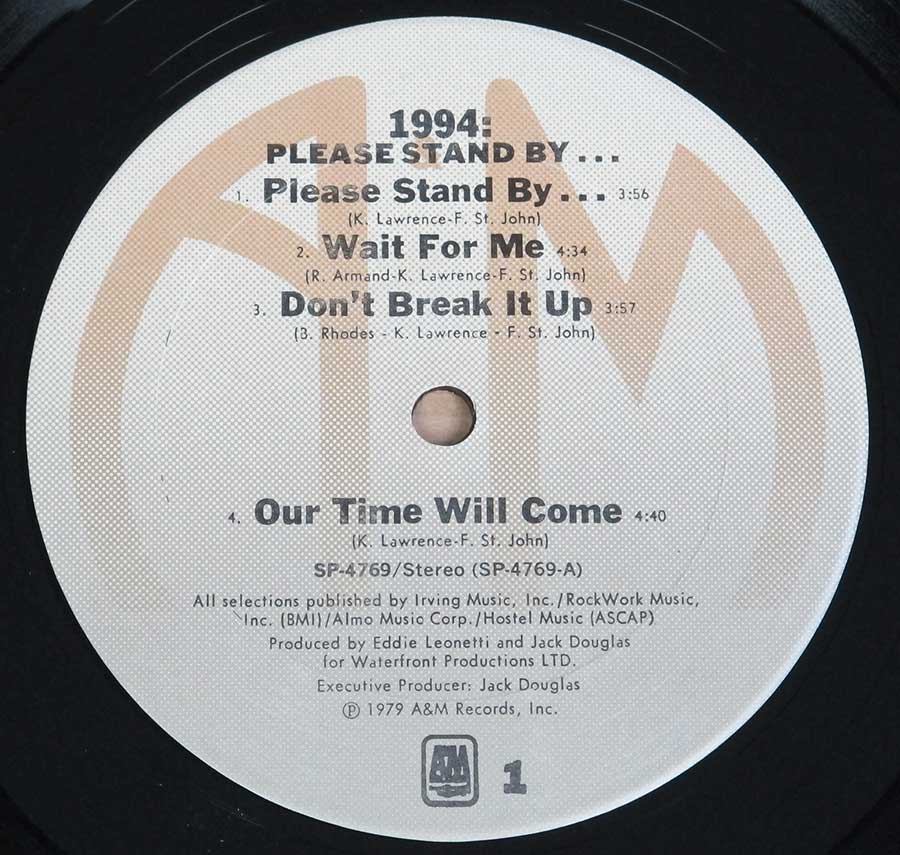 1994:
PLEASE STAND BY...
1. Please Stand By... 3:56
(K. Lawrence-F. St. John)
2. Wait For Me 4:34
(R. Armand-K. Lawrence-F. St. John)
3. Don't Break It Up 3:57
(B. Rhodes - K. Lawrence - F. St. John)
4. Our Time Will Come 4:40
(K. Lawrence-F. St. John)
SP-4769/Stereo (SP-4769-A)
All selections published by Irving Music, Inc./RockWork Music,
Inc. (BMI)/Almo Music Corp./Hostel Music (ASCAP)
Produced by Eddie Leonetti and Jack Douglas
for Waterfront Productions LTD.
Executive Producer: Jack Douglas
℗ 1979 A&M Records, Inc.
A&M 1